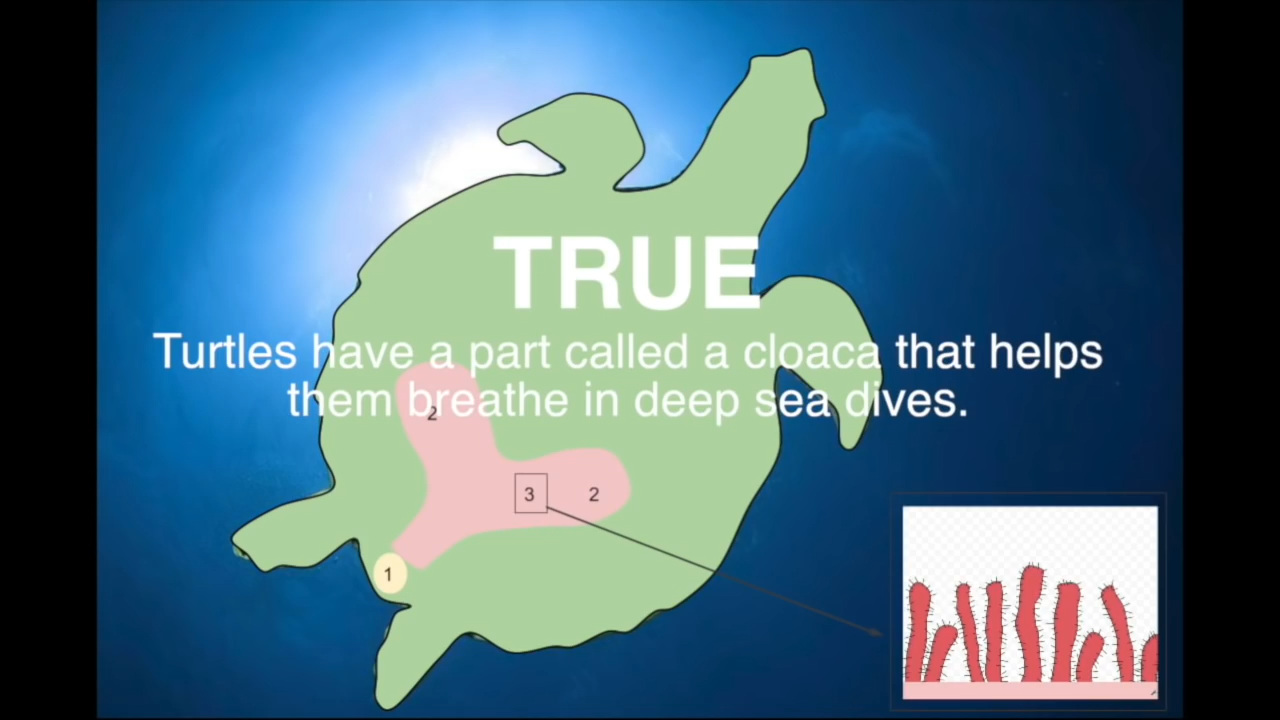 TRUE
Turtles have a part called a cloaca that helps
them breathe in deep sea dives.
2
3
2
1